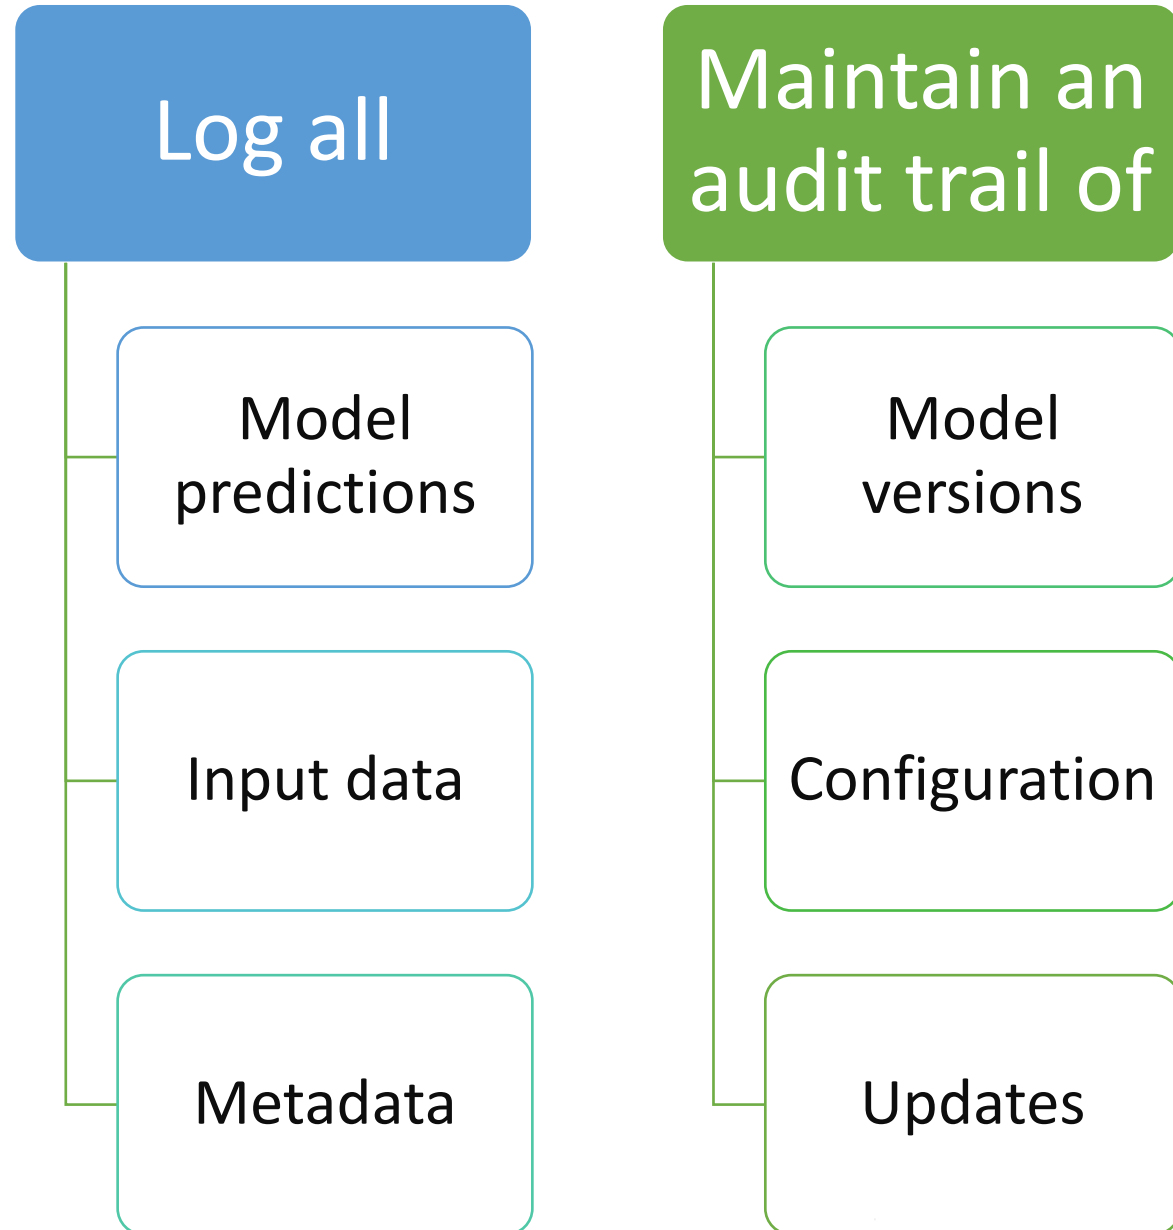 Log all
Model
predictions
Input data
Metadata
Maintain an
audit trail of
Model
versions
Configuration
Updates